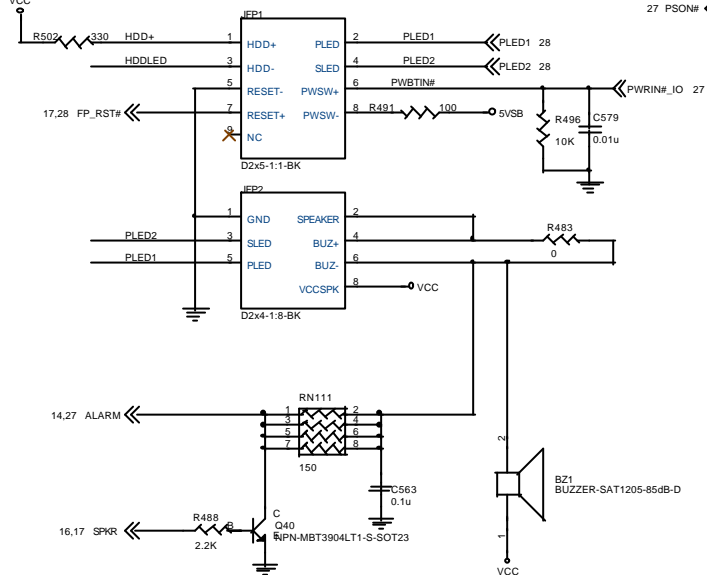 VCC
27 PSON#
JFP1
R502 330 HDD+ 1 HDD+ PLED 2 PLED1 PLED1 28
HDDLED 3 HDD- SLED 4 PLED2 PLED2 28
5 RESET- PWSW+ 6 PWBTIN# PWRIN#_IO 27
17,28 FP_RST# 7 RESET+ PWSW- 8 R491 100 5VSB
R496 C579
9 NC
10K 0.01u
D2x5-1:1-BK
JFP2
1 GND SPEAKER 2
R483
PLED2 3 SLED BUZ+ 4
0
PLED1 5 PLED BUZ- 6
VCCSPK 8 VCC
D2x4-1:8-BK
RN111
14,27 ALARM 1 2
3 4
5 6
7 8
150
2
C563
0.1u
BZ1
BUZZER-SAT1205-85dB-D
R488 C
16,17 SPKR B Q40
2.2K E NPN-MBT3904LT1-S-SOT23
1
VCC